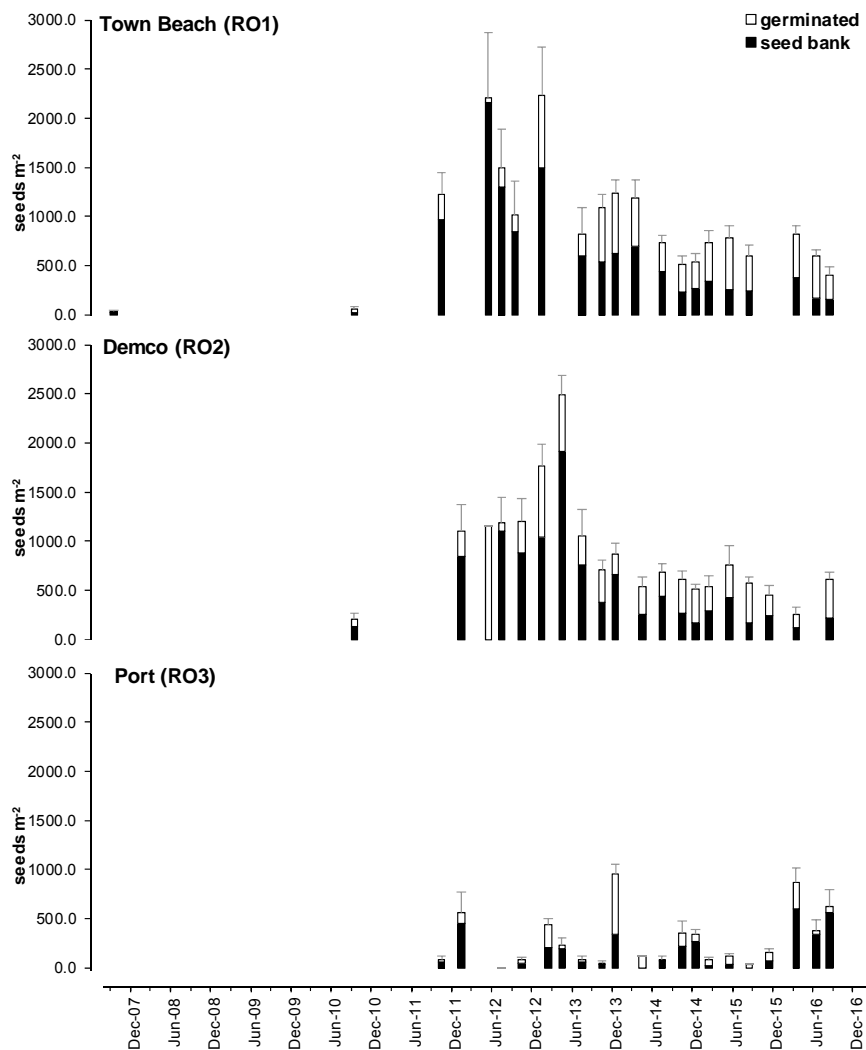 Town Beach (RO1)
germinated
seed bank
3000.0
2500.0
2000.0
1500.0
1000.0
500.0
0.0
seeds m-2
Demco (RO2)
3000.0
2500.0
2000.0
1500.0
1000.0
500.0
0.0
seeds m-2
Port (RO3)
3000.0
2500.0
2000.0
1500.0
1000.0
500.0
0.0
seeds m-2
Dec-07
Jun-08
Dec-08
Jun-09
Dec-09
Jun-10
Dec-10
Jun-11
Dec-11
Jun-12
Dec-12
Jun-13
Dec-13
Jun-14
Dec-14
Jun-15
Dec-15
Jun-16
Dec-16